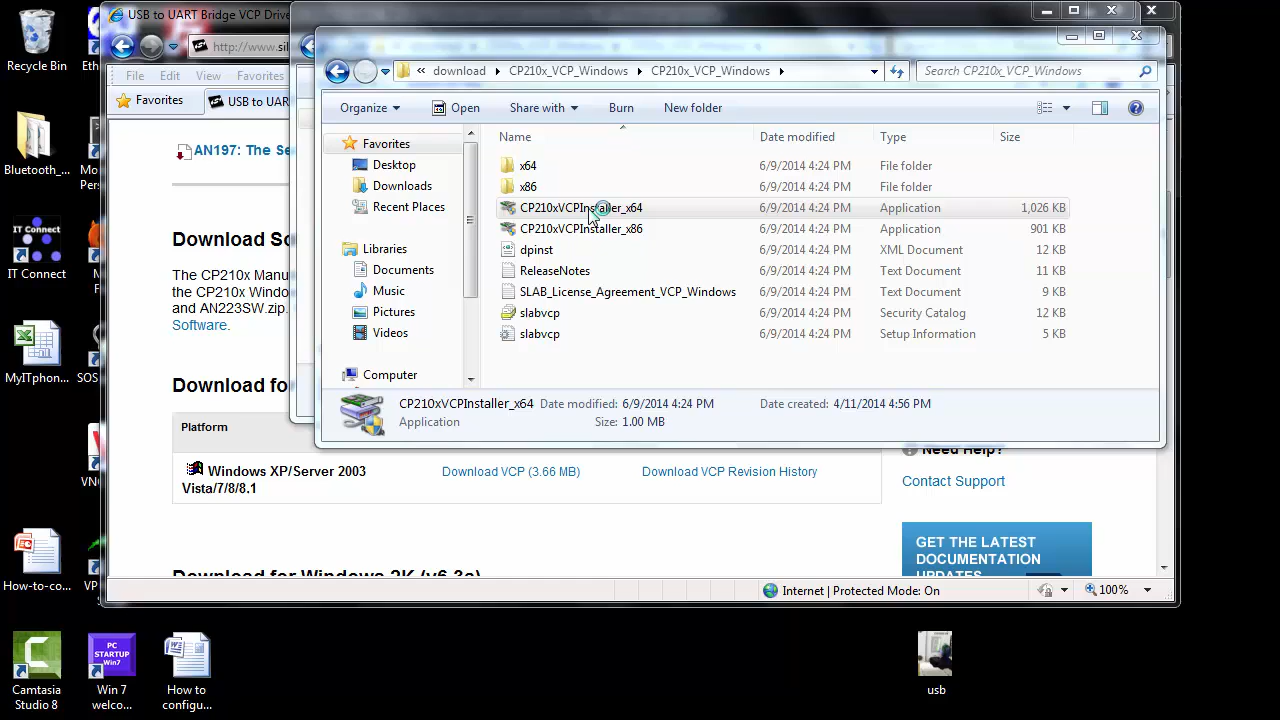 USB to UART Bridge VCP Drive
http://www.sil
File Edit View Favorites
Favorites
USB to UAR
download CP210x_VCP_Windows CP210x_VCP_Windows
Search CP210x_VCP_Windows
Organize Open Share with Burn New folder
Name Date modified Type Size
x64 6/9/2014 4:24 PM File folder
x86 6/9/2014 4:24 PM File folder
CP210xVCPInstaller_x64 6/9/2014 4:24 PM Application 1,026 KB
CP210xVCPInstaller_x86 6/9/2014 4:24 PM Application 901 KB
dpinst 6/9/2014 4:24 PM XML Document 12 KB
ReleaseNotes 6/9/2014 4:24 PM Text Document 11 KB
SLAB_License_Agreement_VCP_Windows 6/9/2014 4:24 PM Text Document 9 KB
slabvcp 6/9/2014 4:24 PM Security Catalog 12 KB
slabvcp 6/9/2014 4:24 PM Setup Information 5 KB
Favorites
Desktop
Downloads
Recent Places
Libraries
Documents
Music
Pictures
Videos
Computer
CP210xVCPInstaller_x64 Date modified: 6/9/2014 4:24 PM Date created: 4/11/2014 4:56 PM
Application Size: 1.00 MB
AN197: The Se
Download So
The CP210x Manu
the CP210x Windo
and AN223SW.zip.
Software.
Download fo
Platform
Windows XP/Server 2003
Vista/7/8/8.1
Download VCP (3.66 MB)
Download VCP Revision History
Download for Windows 2K (v6.3a)
Need Help?
Contact Support
GET THE LATEST
DOCUMENTATION
UPDATES
Internet | Protected Mode: On
100%
Recycle Bin
Eth
Bluetooth_...
Mo
Pers
IT Connect
MyITphon...
SOS
VN
How-to-co...
VP
Camtasia
Studio 8
PC
STARTUP
Win7
Win 7
welco...
How to
configu...
usb